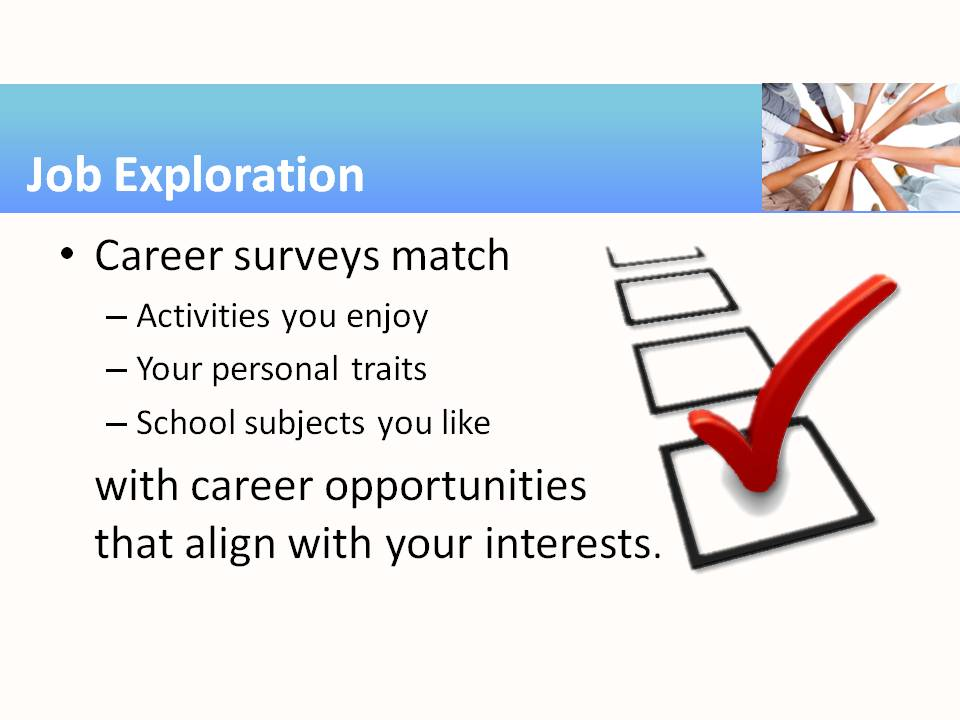 Job Exploration
• Career surveys match
– Activities you enjoy
– Your personal traits
– School subjects you like
with career opportunities
that align with your interests.